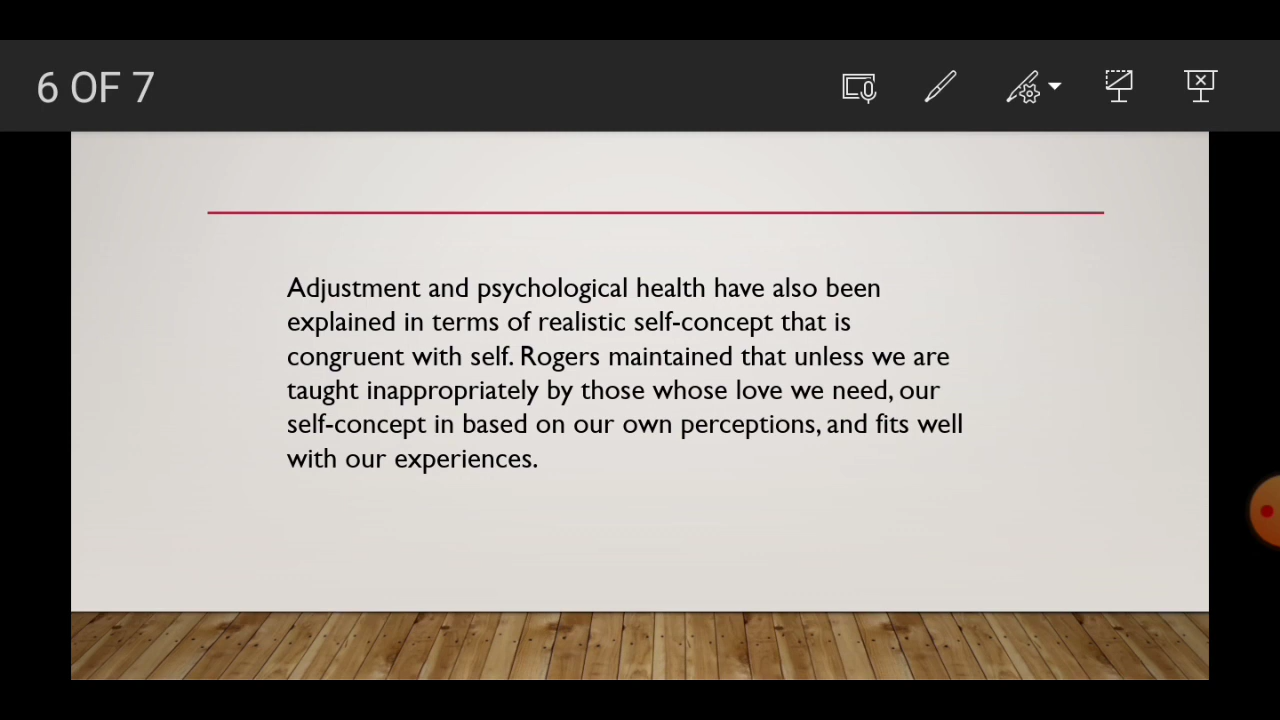 6 OF 7
Adjustment and psychological health have also been
explained in terms of realistic self-concept that is
congruent with self. Rogers maintained that unless we are
taught inappropriately by those whose love we need, our
self-concept in based on our own perceptions, and fits well
with our experiences.